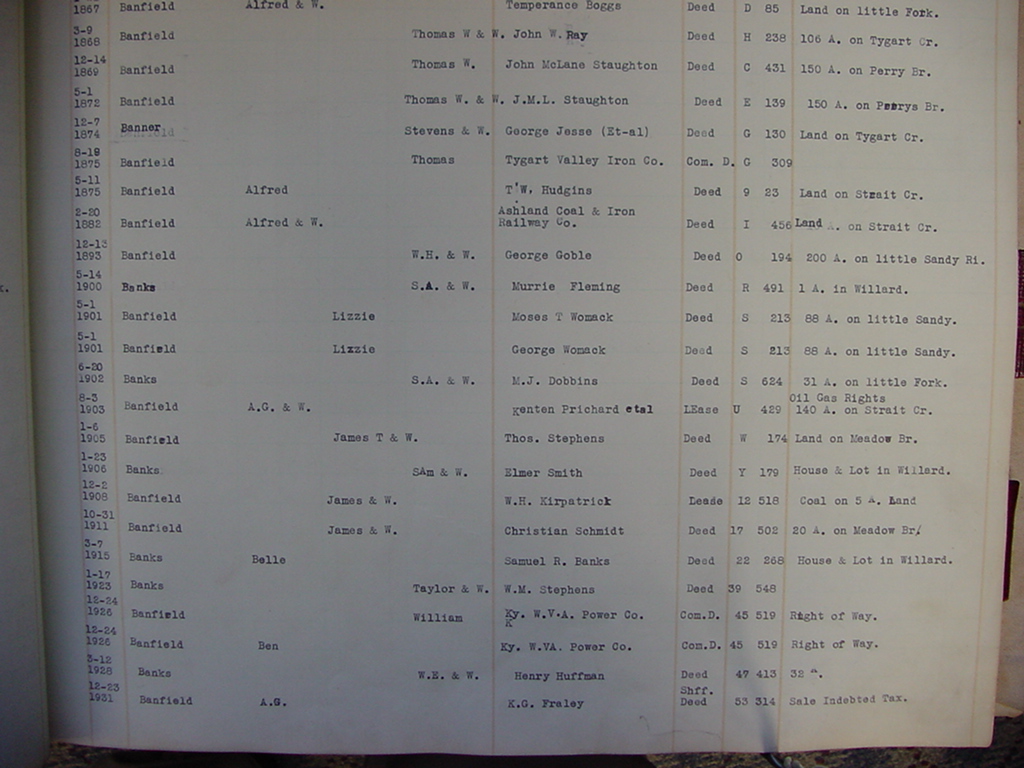 1867 Banfield Alfred & W. Temperance Boggs Deed D 85 Land on little Fork.
3-9
1868 Banfield Thomas W & W. John W. Ray Deed H 238 106 A. on Tygart Cr.
12-14
1869 Banfield Thomas W. John McLane Staughton Deed C 431 150 A. on Perry Br.
5-1
1872 Banfield Thomas W. & W. J.M.L. Staughton Deed E 139 150 A. on Perrys Br.
12-7
1874 Banner Stevens & W. George Jesse (Et-al) Deed G 130 Land on Tygart Cr.
8-18
1875 Banfield Thomas Tygart Valley Iron Co. Com. D. G 309
5-11
1875 Banfield Alfred T'W, Hudgins Deed 9 23 Land on Strait Cr.
2-20 Ashland Coal & Iron
1882 Banfield Alfred & W. Railway Co. Deed I 456 Land on Strait Cr.
12-13
1893 Banfield W.H. & W. George Goble Deed O 194 200 A. on little Sandy Ri.
5-14
1900 Banks S.A. & W. Murrie Fleming Deed R 491 1 A. in Willard.
5-1
1901 Banfield Lizzie Moses T Womack Deed S 213 88 A. on little Sandy.
5-1
1901 Banfield Lizzie George Womack Deed S 213 88 A. on little Sandy.
6-20
1902 Banks S.A. & W. M.J. Dobbins Deed S 624 31 A. on little Fork.
8-3 Oil Gas Rights
1903 Banfield A.G. & W. Kenten Prichard etal LEase U 429 140 A. on Strait Cr.
1-6
1905 Banfield James T & W. Thos. Stephens Deed W 174 Land on Meadow Br.
1-23
1906 Banks. SAm & W. Elmer Smith Deed Y 179 House & Lot in Willard.
12-2
1908 Banfield James & W. W.H. Kirpatrick Lease 12 518 Coal on 5 A. Land
10-31
1911 Banfield James & W. Christian Schmidt Deed 17 502 20 A. on Meadow Br/
3-7
1915 Banks Belle Samuel R. Banks Deed 22 268 House & Lot in Willard.
1-17
1923 Banks Taylor & W. W.M. Stephens Deed 39 548
12-24
1926 Banfield William Ky. W.V.A. Power Co. Com.D. 45 519 Right of Way.
12-24
1926 Banfield Ben Ky. W.VA. Power Co. Com.D. 45 519 Right of Way.
3-12
1928 Banks W.E. & W. Henry Huffman Deed 47 413 32 A.
12-23 Shff.
1931 Banfield A.G. K.G. Fraley Deed 53 314 Sale Indebted Tax.